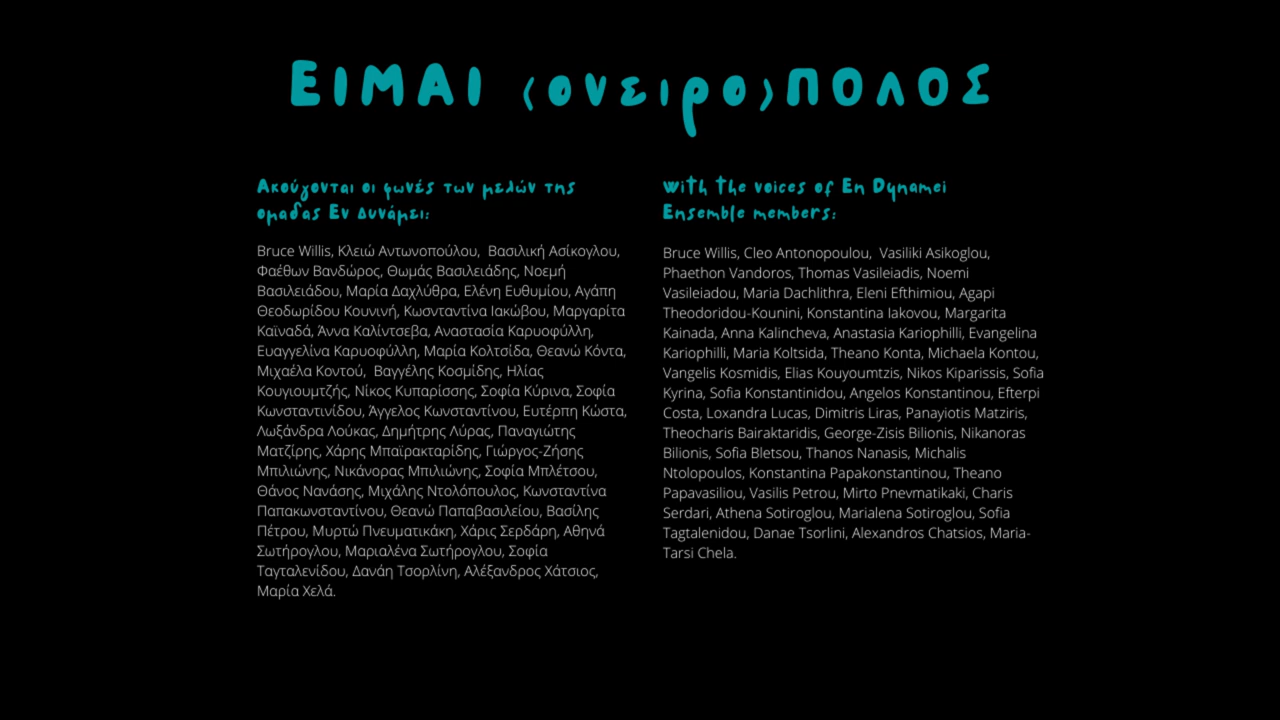 ΕΙΜΑΙ (ονειρο)ΠΟΛΟΣ
Ακούγονται οι φωνές των μελών της
ομαδας Εν Δυνάμει:
Bruce Willis, Κλειώ Αντωνοπούλου,  Βασιλική Ασίκογλου,
Φαέθων Βανδώρος, Θωμάς Βασιλειάδης, Νοεμή
Βασιλειάδου, Μαρία Δαχλύθρα, Ελένη Ευθυμίου, Αγάπη
Θεοδωρίδου Κουνινή, Κωσνταντίνα Ιακώβου, Μαργαρίτα
Καϊναδά, Άννα Καλίντσεβα, Αναστασία Καρυοφύλλη,
Ευαγγελίνα Καρυοφύλλη, Μαρία Κολτσίδα, Θεανώ Κόντα,
Μιχαέλα Κοντού,  Βαγγέλης Κοσμίδης, Ηλίας
Κουγιουμτζής, Νίκος Κυπαρίσσης, Σοφία Κύρινα, Σοφία
Κωνσταντινίδου, Άγγελος Κωνσταντίνου, Ευτέρπη Κώστα,
Λωξάνδρα Λούκας, Δημήτρης Λύρας, Παναγιώτης
Ματζίρης, Χάρης Μπαϊρακταρίδης, Γιώργος-Ζήσης
Μπιλιώνης, Νικάνορας Μπιλιώνης, Σοφία Μπλέτσου,
Θάνος Νανάσης, Μιχάλης Ντολόπουλος, Κωνσταντίνα
Παπακωνσταντίνου, Θεανώ Παπαβασιλείου, Βασίλης
Πέτρου, Μυρτώ Πνευματικάκη, Χάρις Σερδάρη, Αθηνά
Σωτήρογλου, Μαριαλένα Σωτήρογλου, Σοφία
Ταγταλενίδου, Δανάη Τσορλίνη, Αλέξανδρος Χάτσιος,
Μαρία Χελά.
With the voices of En Dynamei
Ensemble members:
Bruce Willis, Cleo Antonopoulou,  Vasiliki Asikoglou,
Phaethon Vandoros, Thomas Vasileiadis, Noemi
Vasileiadou, Maria Dachlithra, Eleni Efthimiou, Agapi
Theodoridou-Kounini, Konstantina Iakovou, Margarita
Kainada, Anna Kalincheva, Anastasia Kariophilli, Evangelina
Kariophilli, Maria Koltsida, Theano Konta, Michaela Kontou,
Vangelis Kosmidis, Elias Kouyoumtzis, Nikos Kiparissis, Sofia
Kyrina, Sofia Konstantinidou, Angelos Konstantinou, Efterpi
Costa, Loxandra Lucas, Dimitris Liras, Panayiotis Matziris,
Theocharis Bairaktaridis, George-Zisis Bilionis, Nikanoras
Bilionis, Sofia Bletsou, Thanos Nanasis, Michalis
Ntolopoulos, Konstantina Papakonstantinou, Theano
Papavasiliou, Vasilis Petrou, Mirto Pnevmatikaki, Charis
Serdari, Athena Sotiroglou, Marialena Sotiroglou, Sofia
Tagtalenidou, Danae Tsorlini, Alexandros Chatsios, Maria-
Tarsi Chela.